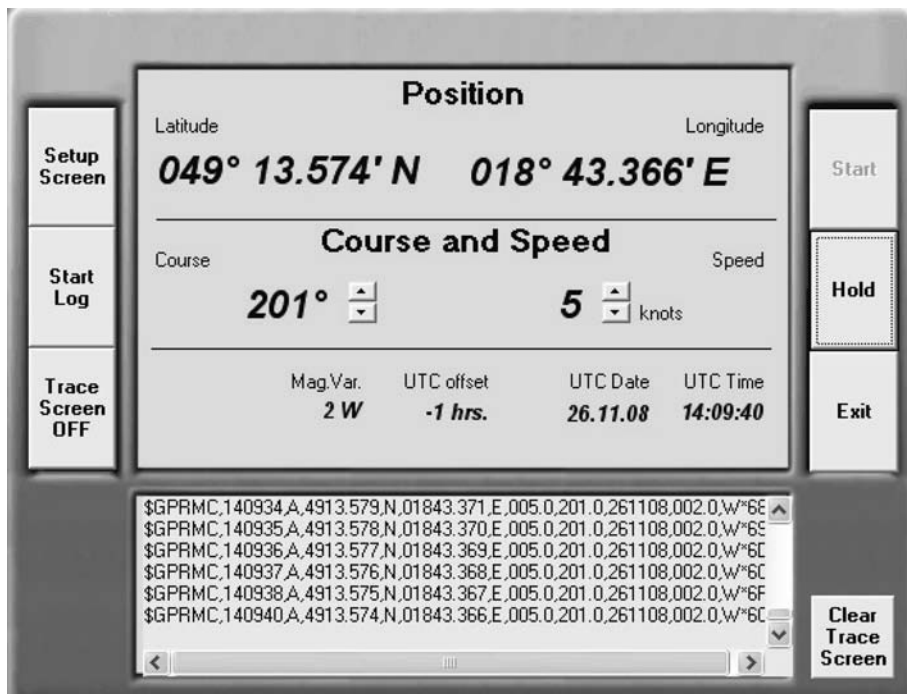 Position
Latitude Longitude
049° 13.574' N 018° 43.366' E
Course and Speed
Course Speed
201° 5 knots
Mag.Var. UTC offset UTC Date UTC Time
2 W -1 hrs. 26.11.08 14:09:40
Setup
Screen
Start
Log
Trace
Screen
OFF
Start
Hold
Exit
$GPRMC,140934,A,4913.579,N,01843.371,E,005.0,201.0,261108,002.0,W*6
$GPRMC,140935,A,4913.578,N,01843.370,E,005.0,201.0,261108,002.0,W*6
$GPRMC,140936,A,4913.577,N,01843.369,E,005.0,201.0,261108,002.0,W*6
$GPRMC,140937,A,4913.576,N,01843.368,E,005.0,201.0,261108,002.0,W*6
$GPRMC,140938,A,4913.575,N,01843.367,E,005.0,201.0,261108,002.0,W*6
$GPRMC,140940,A,4913.574,N,01843.366,E,005.0,201.0,261108,002.0,W*6
Clear
Trace
Screen